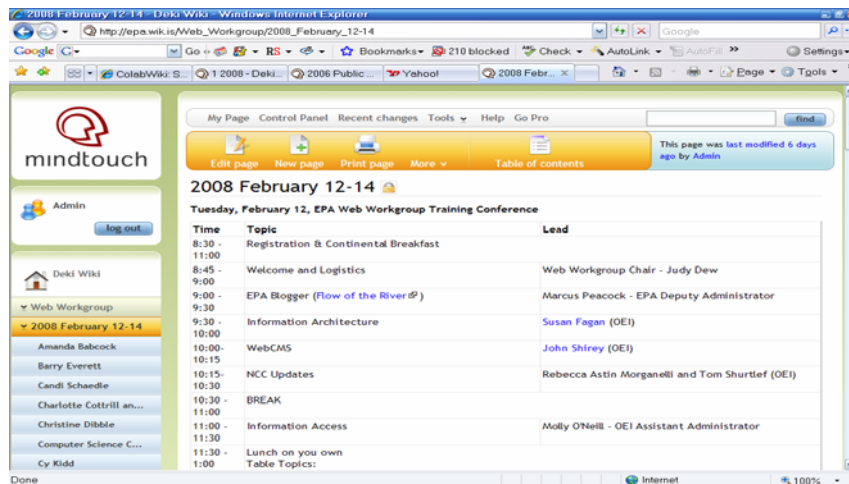 2008 February 12-14 - Deki Wiki - Windows Internet Explorer
http://epa.wik.is/Web_Workgroup/2008_February_12-14
Google
Google G
Go
RS
Bookmarks
210 blocked
Check
AutoLink
AutoFill
Settings
ColabWiki: S...
1 2008 - Deki...
2006 Public ...
Yahoo!
2008 Febr...
Page
Tools
mindtouch
My Page Control Panel Recent changes Tools Help Go Pro
find
Edit page New page Print page More Table of contents
This page was last modified 6 days
ago by Admin
Admin
log out
Deki Wiki
Web Workgroup
2008 February 12-14
Amanda Babcock
Barry Everett
Candi Schaedle
Charlotte Cottrill an...
Christine Dibble
Computer Science C...
Cy Kidd
2008 February 12-14
Tuesday, February 12, EPA Web Workgroup Training Conference
Time Topic Lead
8:30 - Registration & Continental Breakfast
11:00
8:45 - Welcome and Logistics Web Workgroup Chair - Judy Dew
9:00
9:00 - EPA Blogger (Flow of the River) Marcus Peacock - EPA Deputy Administrator
9:30
9:30 - Information Architecture Susan Fagan (OEI)
10:00
10:00- WebCMS John Shirey (OEI)
10:15
10:15- NCC Updates Rebecca Astin Morganelli and Tom Shurtlef (OEI)
10:30
10:30 - BREAK
11:00
11:00 - Information Access Molly O'Neill - OEI Assistant Administrator
11:30
11:30 - Lunch on you own
1:00 Table Topics:
Done
Internet
100%